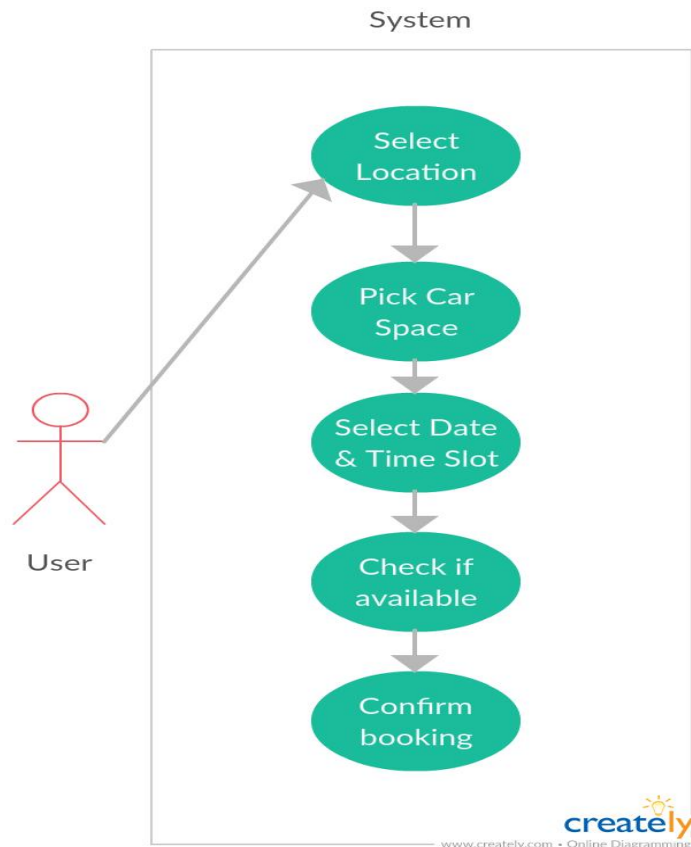 System
Select
Location
Pick Car
Space
Select Date
& Time Slot
Check if
available
User
Confirm
booking
creately
www.creately.com • Online Diagramming